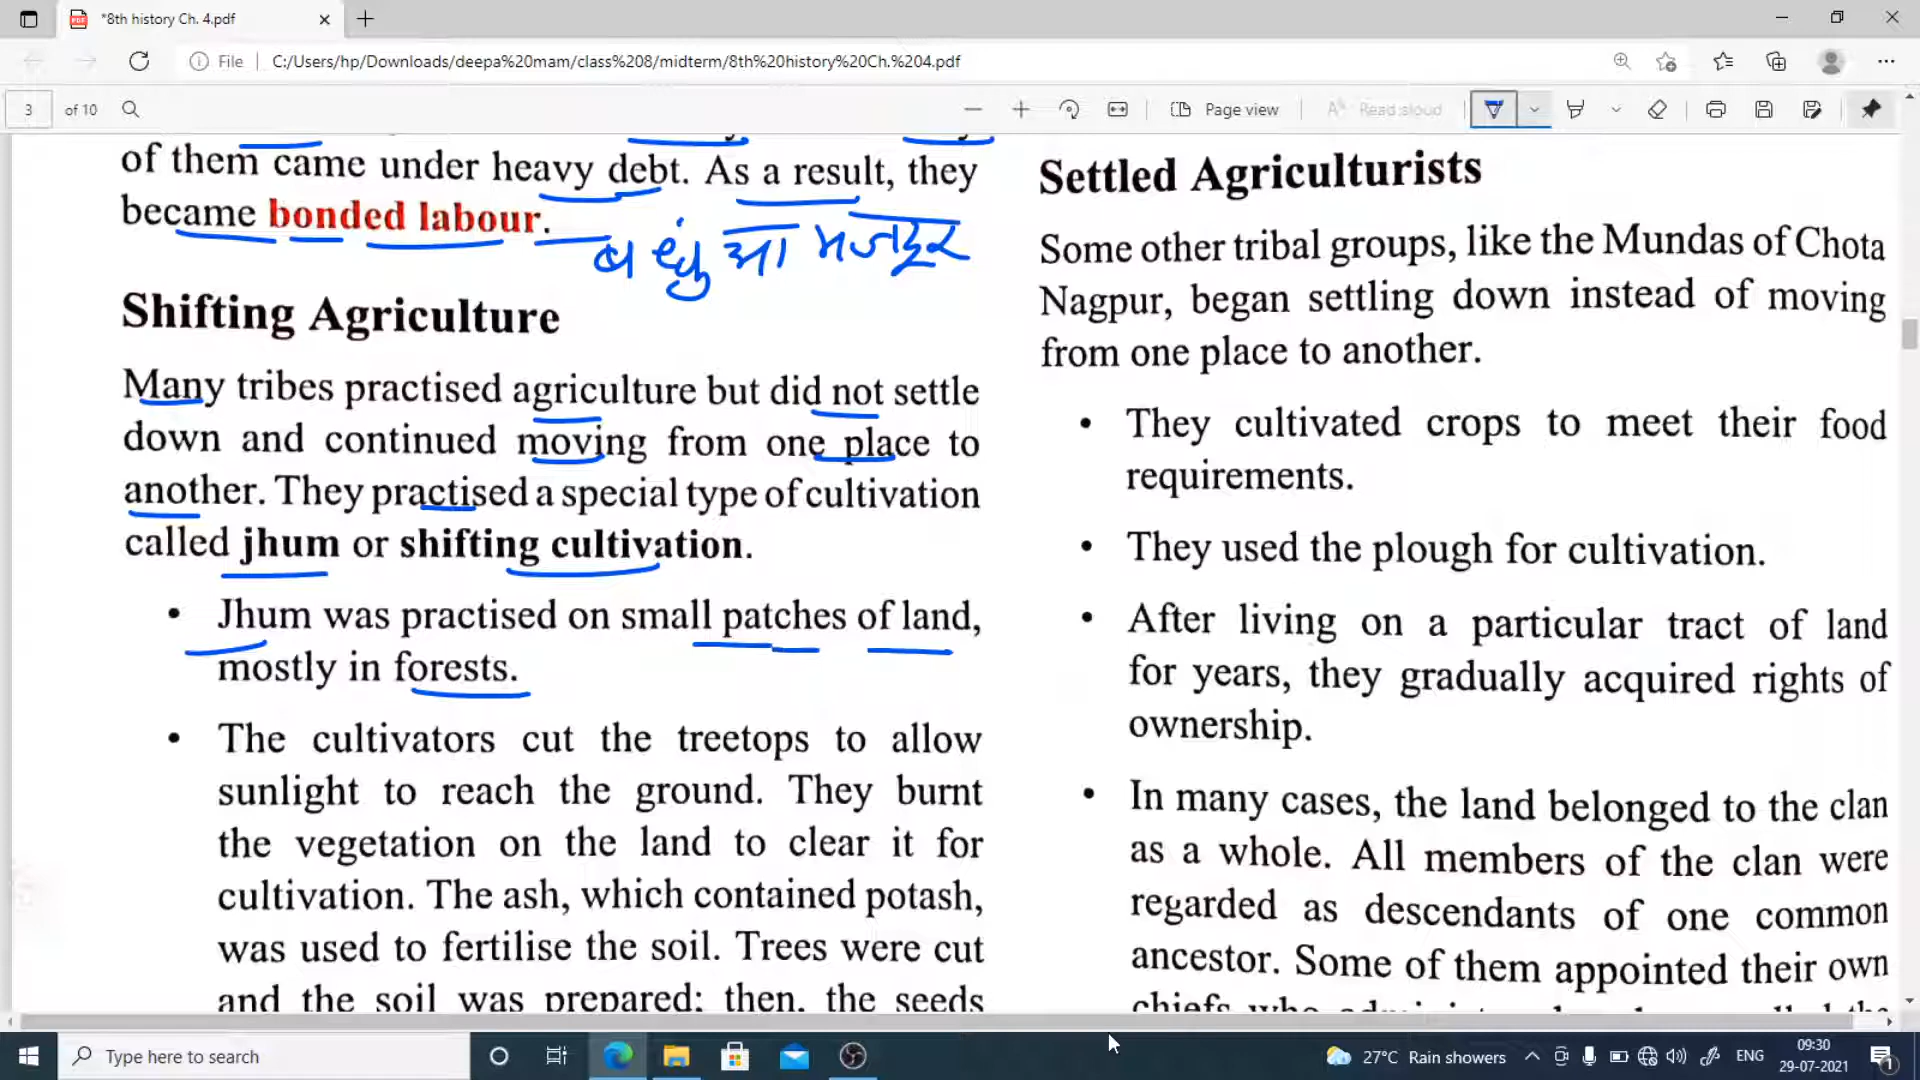 *8th history Ch. 4.pdf
File
C:/Users/hp/Downloads/deepa%20mam/class%208/midterm/8th%20history%20Ch.%204.pdf
3 of 10
Page view
Read aloud
of them came under heavy debt. As a result, they
became bonded labour.
बंधुआ मजदूर
Shifting Agriculture
Many tribes practised agriculture but did not settle
down and continued moving from one place to
another. They practised a special type of cultivation
called jhum or shifting cultivation.
• Jhum was practised on small patches of land,
mostly in forests.
• The cultivators cut the treetops to allow
sunlight to reach the ground. They burnt
the vegetation on the land to clear it for
cultivation. The ash, which contained potash,
was used to fertilise the soil. Trees were cut
and the soil was prepared; then, the seeds
Settled Agriculturists
Some other tribal groups, like the Mundas of Chota
Nagpur, began settling down instead of moving
from one place to another.
• They cultivated crops to meet their food
requirements.
• They used the plough for cultivation.
• After living on a particular tract of land
for years, they gradually acquired rights of
ownership.
• In many cases, the land belonged to the clan
as a whole. All members of the clan were
regarded as descendants of one common
ancestor. Some of them appointed their own
chiefs who
Type here to search
27°C Rain showers
ENG
09:30
29-07-2021
1